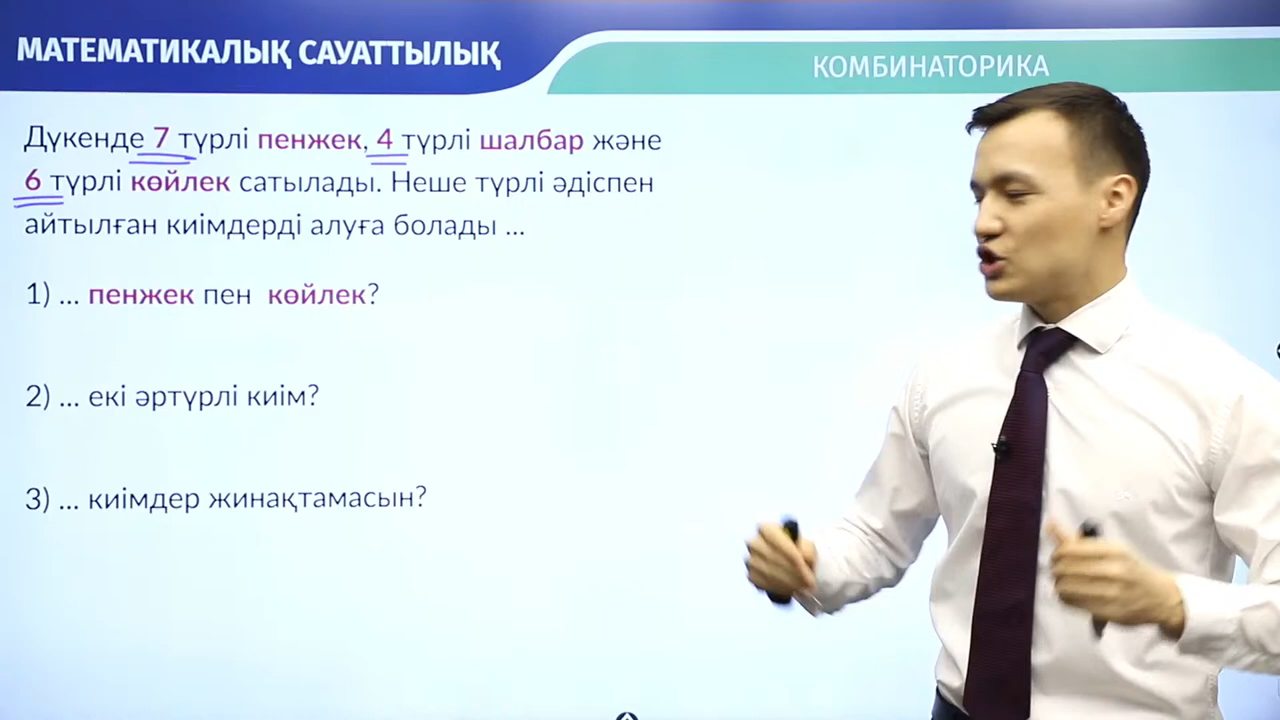 МАТЕМАТИКАЛЫҚ САУАТТЫЛЫҚ
КОМБИНАТОРИКА
Дүкенде 7 түрлі пенжек, 4 түрлі шалбар және
6 түрлі көйлек сатылады. Неше түрлі әдіспен
айтылған киімдерді алуға болады ...
1) ... пенжек пен көйлек?
2) ... екі әртүрлі киім?
3) ... киімдер жинақтамасын?